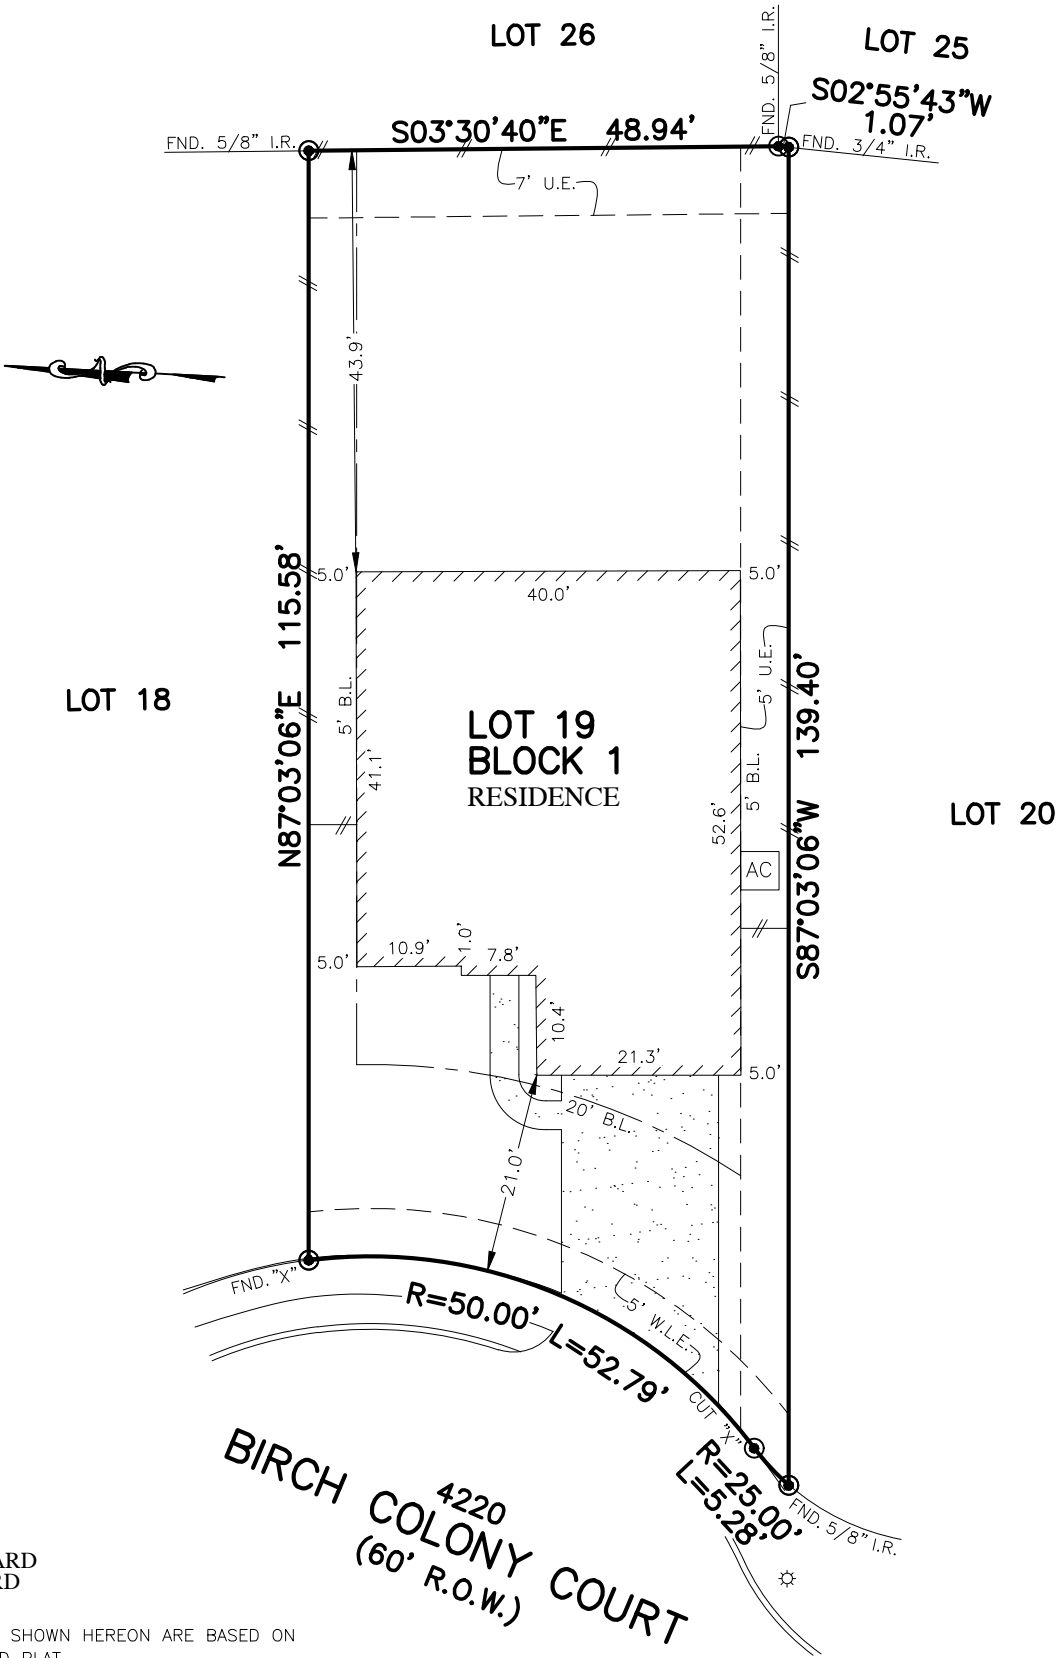 LOT 26
LOT 25
FND. 5/8" I.R.
S02°55'43"W
1.07'
FND. 5/8" I.R.
S03°30'40"E 48.94'
FND. 3/4" I.R.
7' U.E.
43.9'
N87°03'06"E 115.58'
5.0'
40.0'
5.0'
5' U.E.
LOT 18
5' B.L.
41.1'
LOT 19
BLOCK 1
RESIDENCE
52.6'
5' B.L.
S87°03'06"W 139.40'
LOT 20
AC
5.0'
10.9'
1.0'
7.8'
10.4'
21.3'
5.0'
20' B.L.
21.0'
FND. "X"
R=50.00' L=52.79'
5' W.L.E.
CUT "X"
R=25.00'
L=5.28'
FND. 5/8" I.R.
4220
BIRCH COLONY COURT
(60' R.O.W.)
ARD
RD
SHOWN HEREON ARE BASED ON
D PLAT